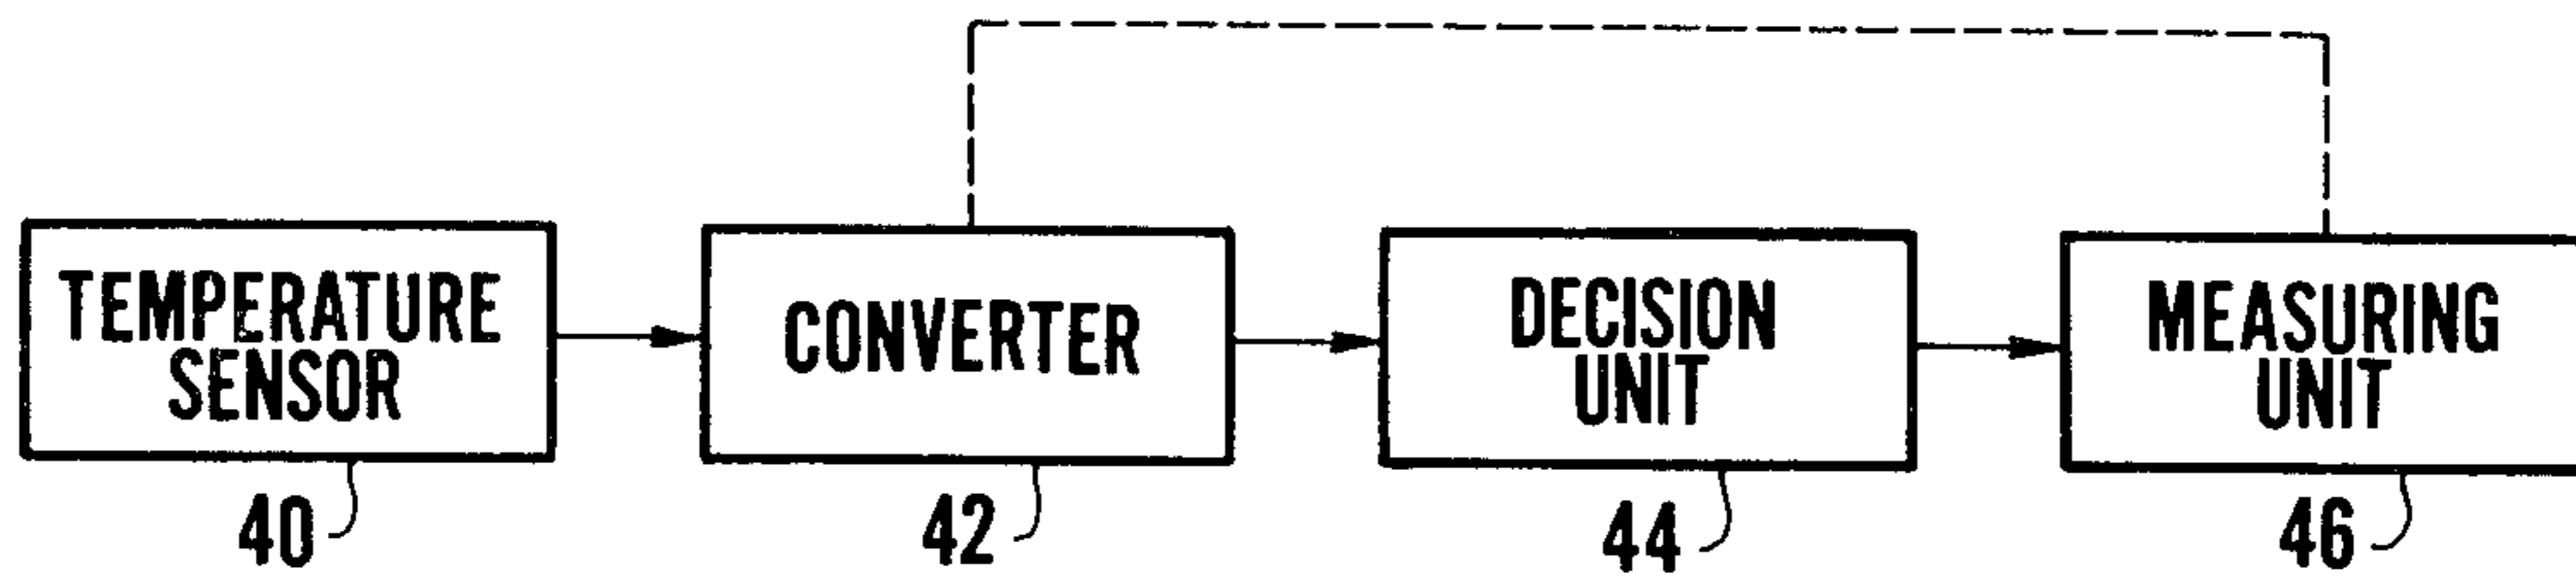 TEMPERATURE
SENSOR
CONVERTER
DECISION
UNIT
MEASURING
UNIT
40
42
44
46